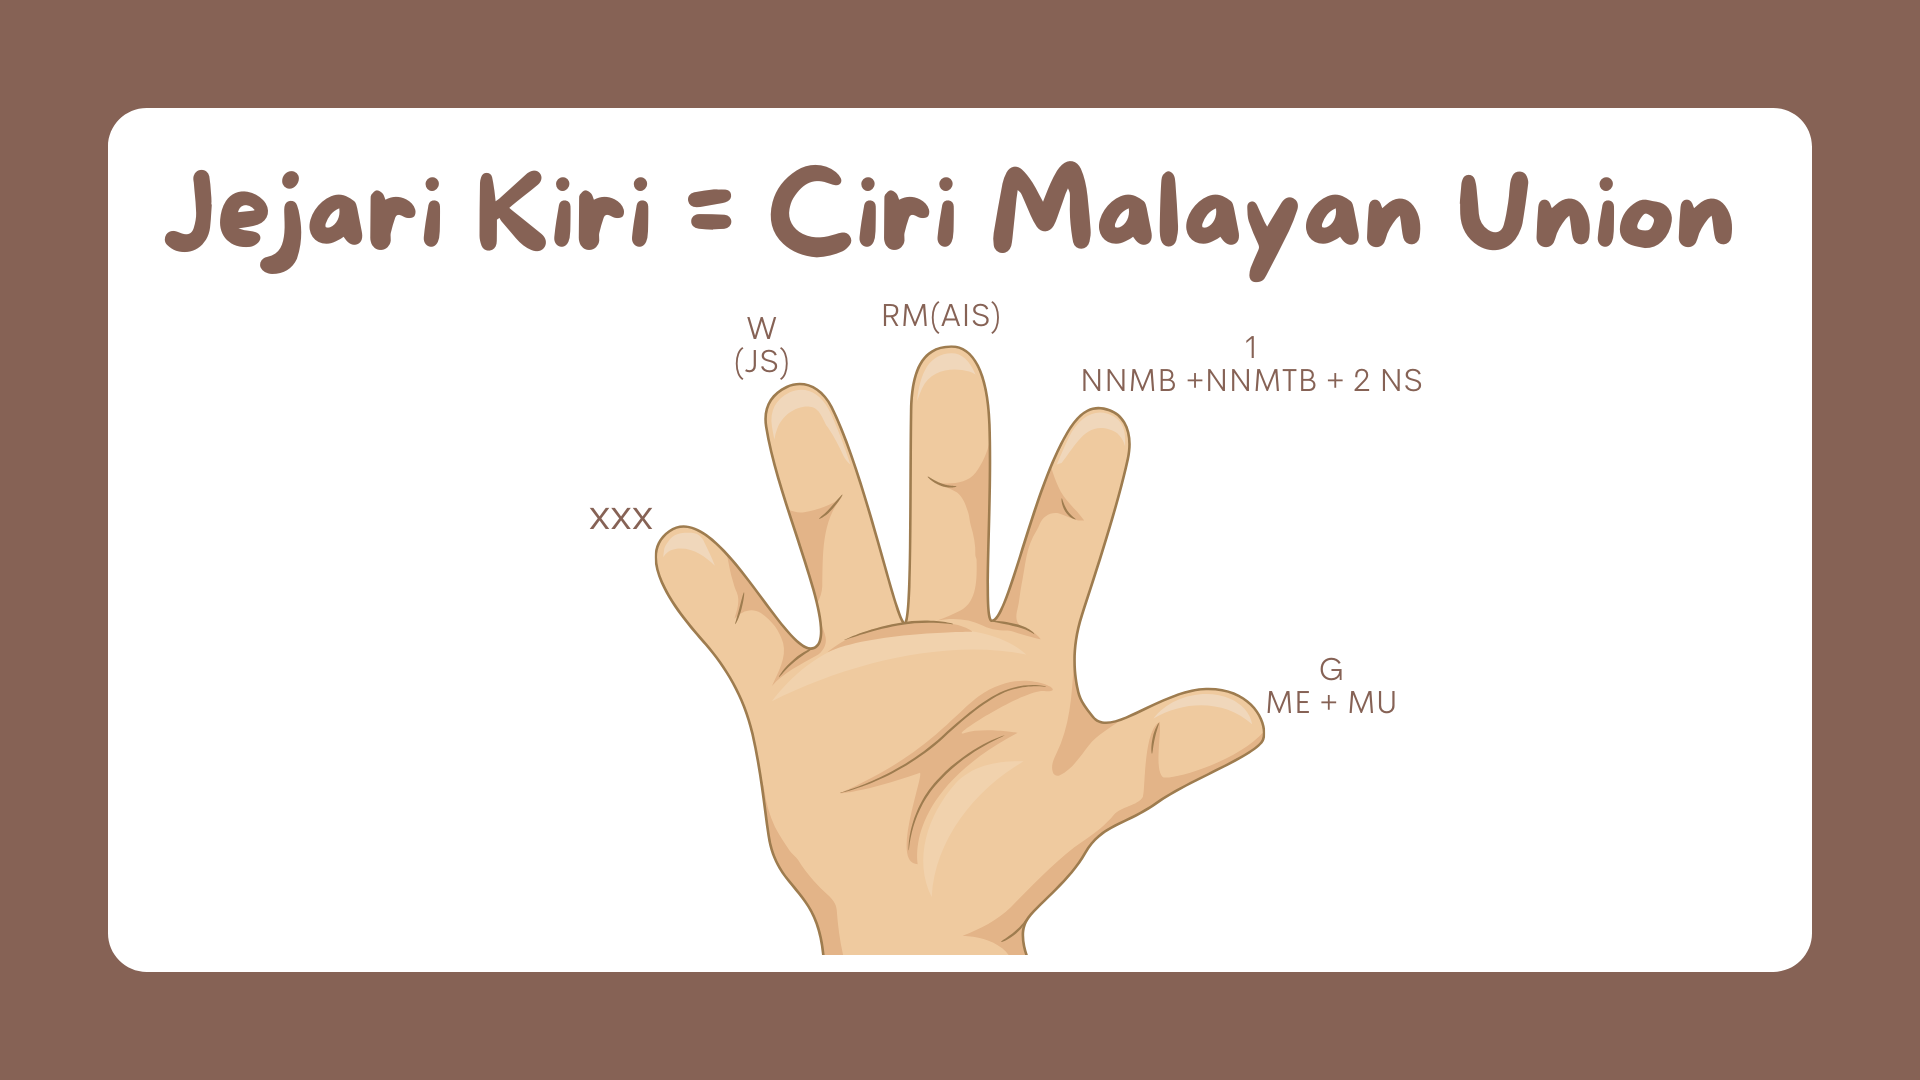 Jejari Kiri = Ciri Malayan Union
RM(AIS)
W
(JS)
1
NNMB +NNMTB + 2 NS
XXX
G
ME + MU